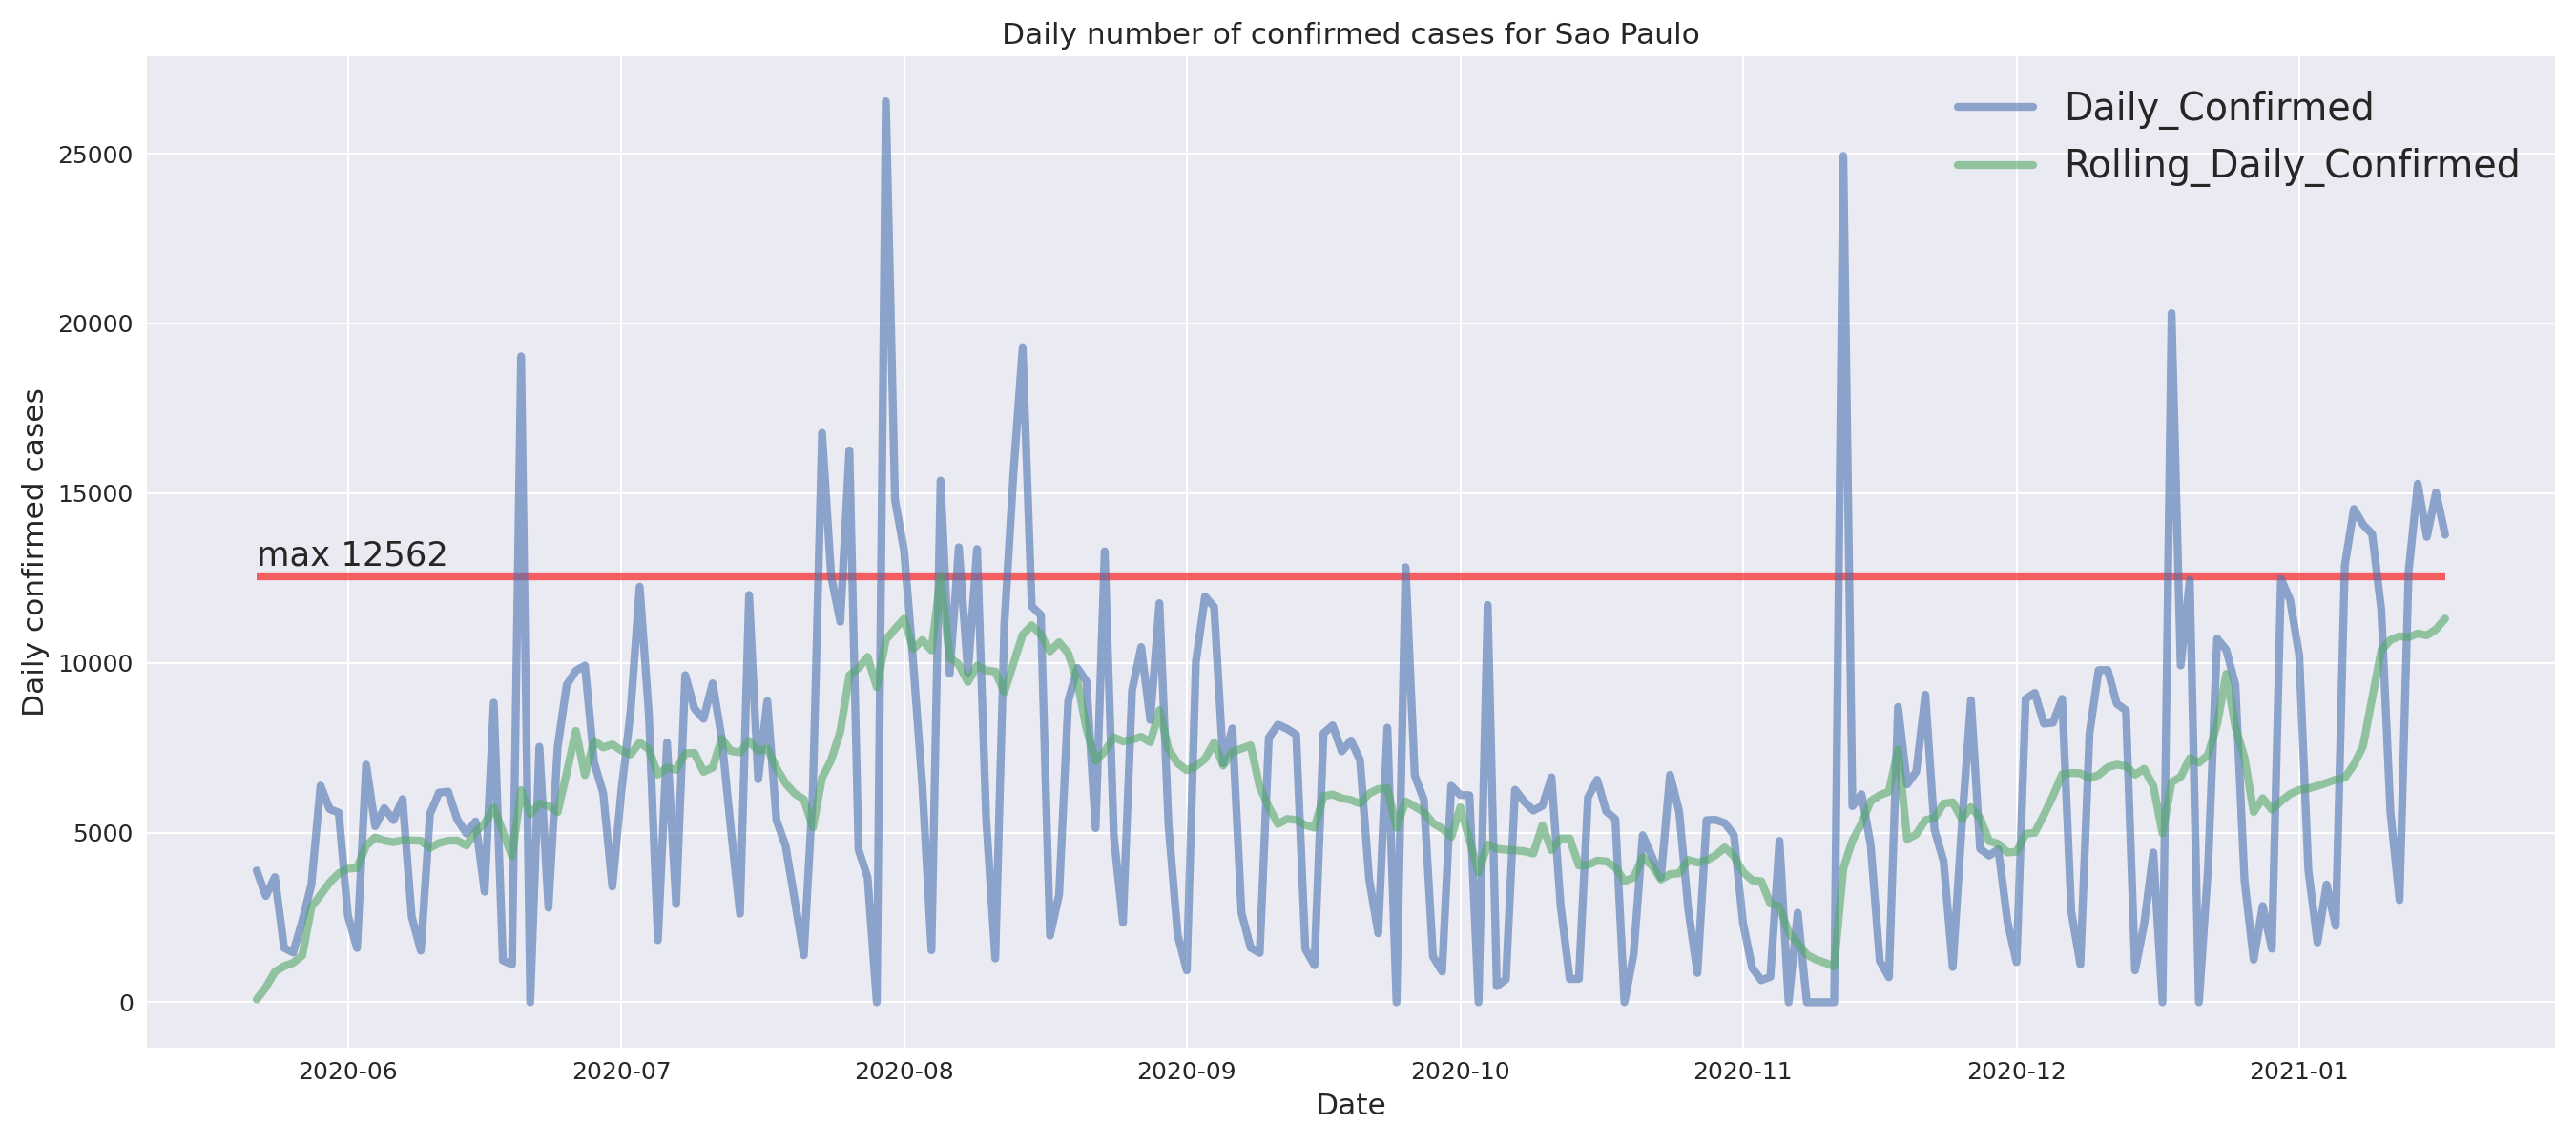 Daily number of confirmed cases for Sao Paulo
Daily_Confirmed
Rolling_Daily_Confirmed
25000
20000
15000
10000
5000
0
max 12562
Daily confirmed cases
2020-06
2020-07
2020-08
2020-09
2020-10
2020-11
2020-12
2021-01
Date